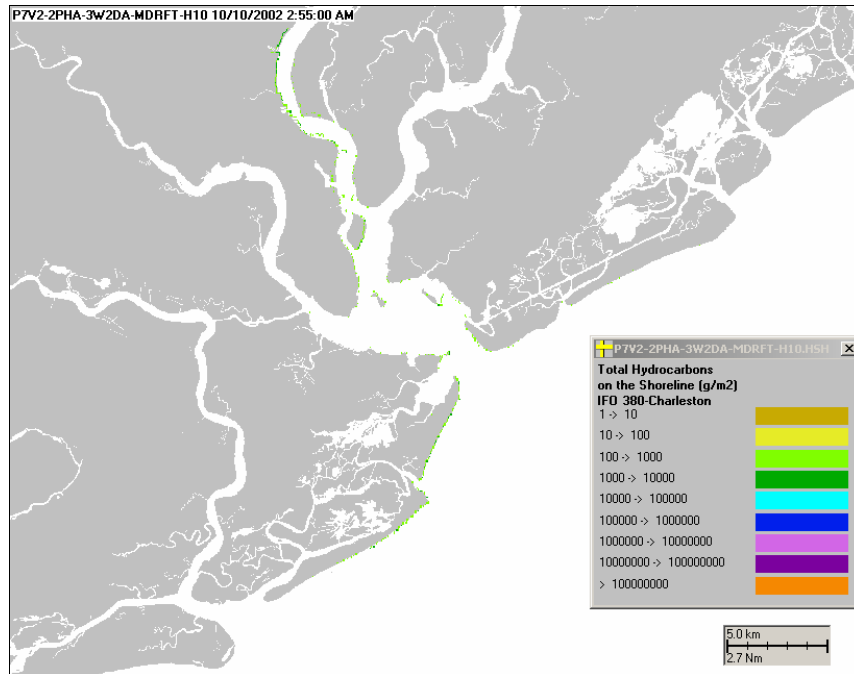 P7V2-2PHA-3W2DA-MDRFT-H10 10/10/2002 2:55:00 AM
P7V2-2PHA-3W2DA-MDRFT-H10.HSH
Total Hydrocarbons
on the Shoreline (g/m2)
IFO 380-Charleston
1 -> 10
10 -> 100
100 -> 1000
1000 -> 10000
10000 -> 100000
100000 -> 1000000
1000000 -> 10000000
10000000 -> 100000000
> 100000000
5.0 km
2.7 Nm